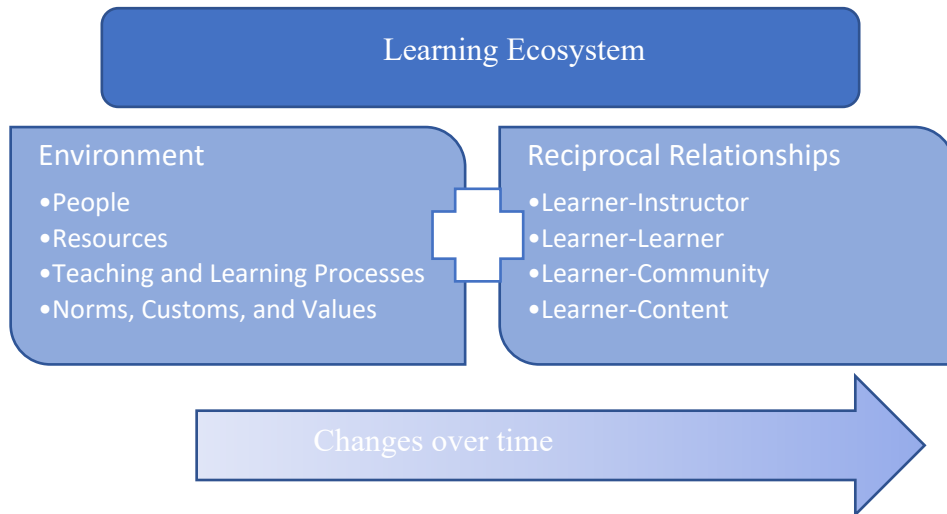 Learning Ecosystem
Environment
•People
•Resources
•Teaching and Learning Processes
•Norms, Customs, and Values
Reciprocal Relationships
•Learner-Instructor
•Learner-Learner
•Learner-Community
•Learner-Content
Changes over time